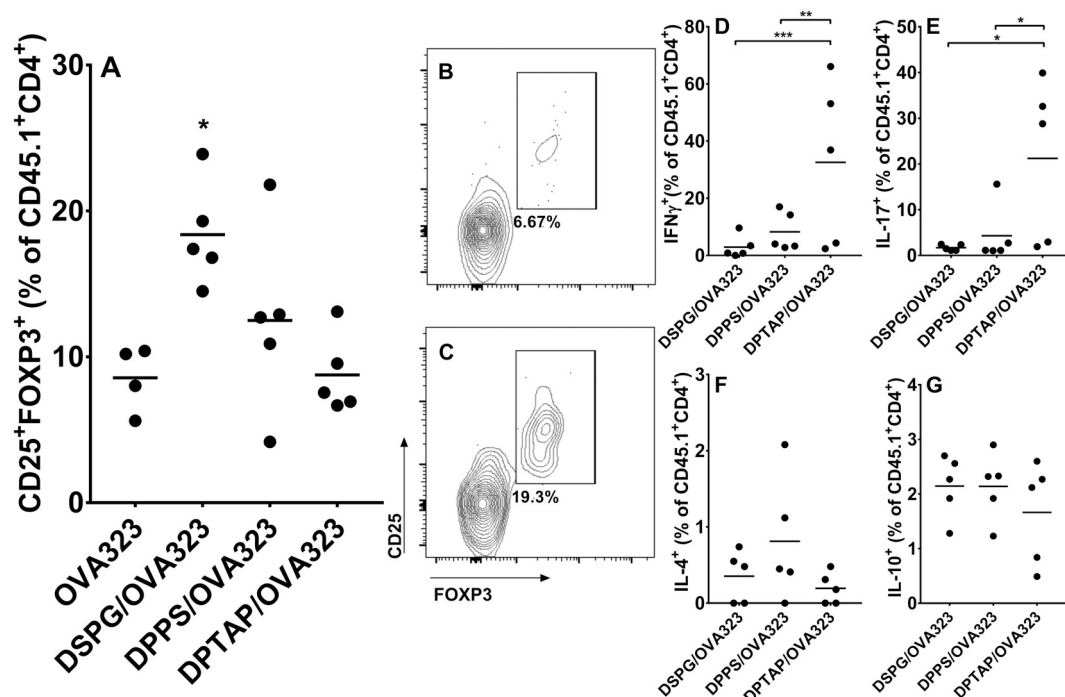 A
CD25⁺FOXP3⁺ (% of CD45.1⁺CD4⁺)
30
20
10
0
*
OVA323
DSPG/OVA323
DPPS/OVA323
DPTAP/OVA323
B
6.67%
C
19.3%
CD25
FOXP3
D
IFNγ⁺(% of CD45.1⁺CD4⁺)
80
60
40
20
0
**
***
DSPG/OVA323
DPPS/OVA323
DPTAP/OVA323
E
IL-17⁺ (% of CD45.1⁺CD4⁺)
50
40
30
20
10
0
*
*
DSPG/OVA323
DPPS/OVA323
DPTAP/OVA323
F
IL-4⁺ (% of CD45.1⁺CD4⁺)
3
2
1
0
DSPG/OVA323
DPPS/OVA323
DPTAP/OVA323
G
IL-10⁺ (% of CD45.1⁺CD4⁺)
4
3
2
1
0
DSPG/OVA323
DPPS/OVA323
DPTAP/OVA323